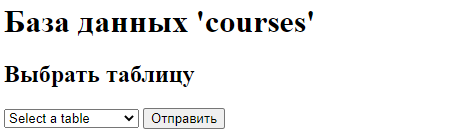 База данных 'courses'
Выбрать таблицу
Select a table Отправить